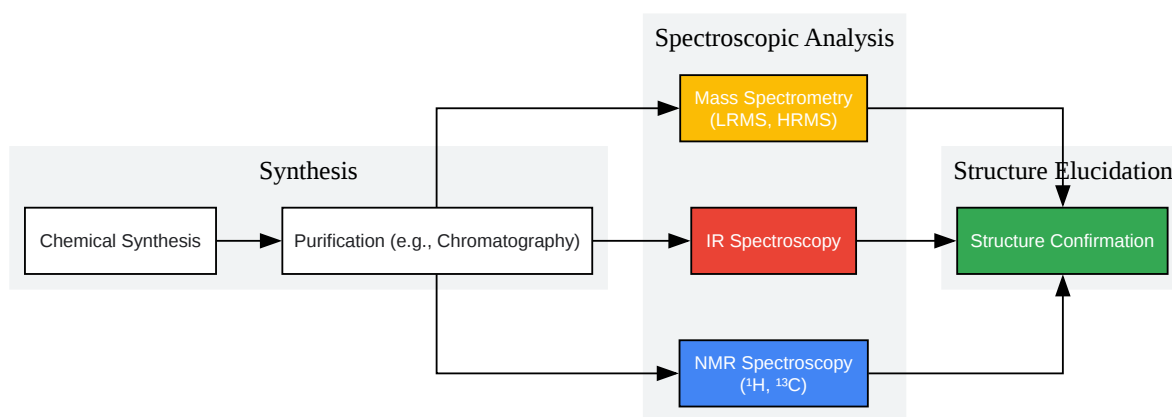 Spectroscopic Analysis
Mass Spectrometry
(LRMS, HRMS)
Synthesis
Structure Elucidation
Chemical Synthesis
Purification (e.g., Chromatography)
IR Spectroscopy
Structure Confirmation
NMR Spectroscopy
(¹H, ¹³C)